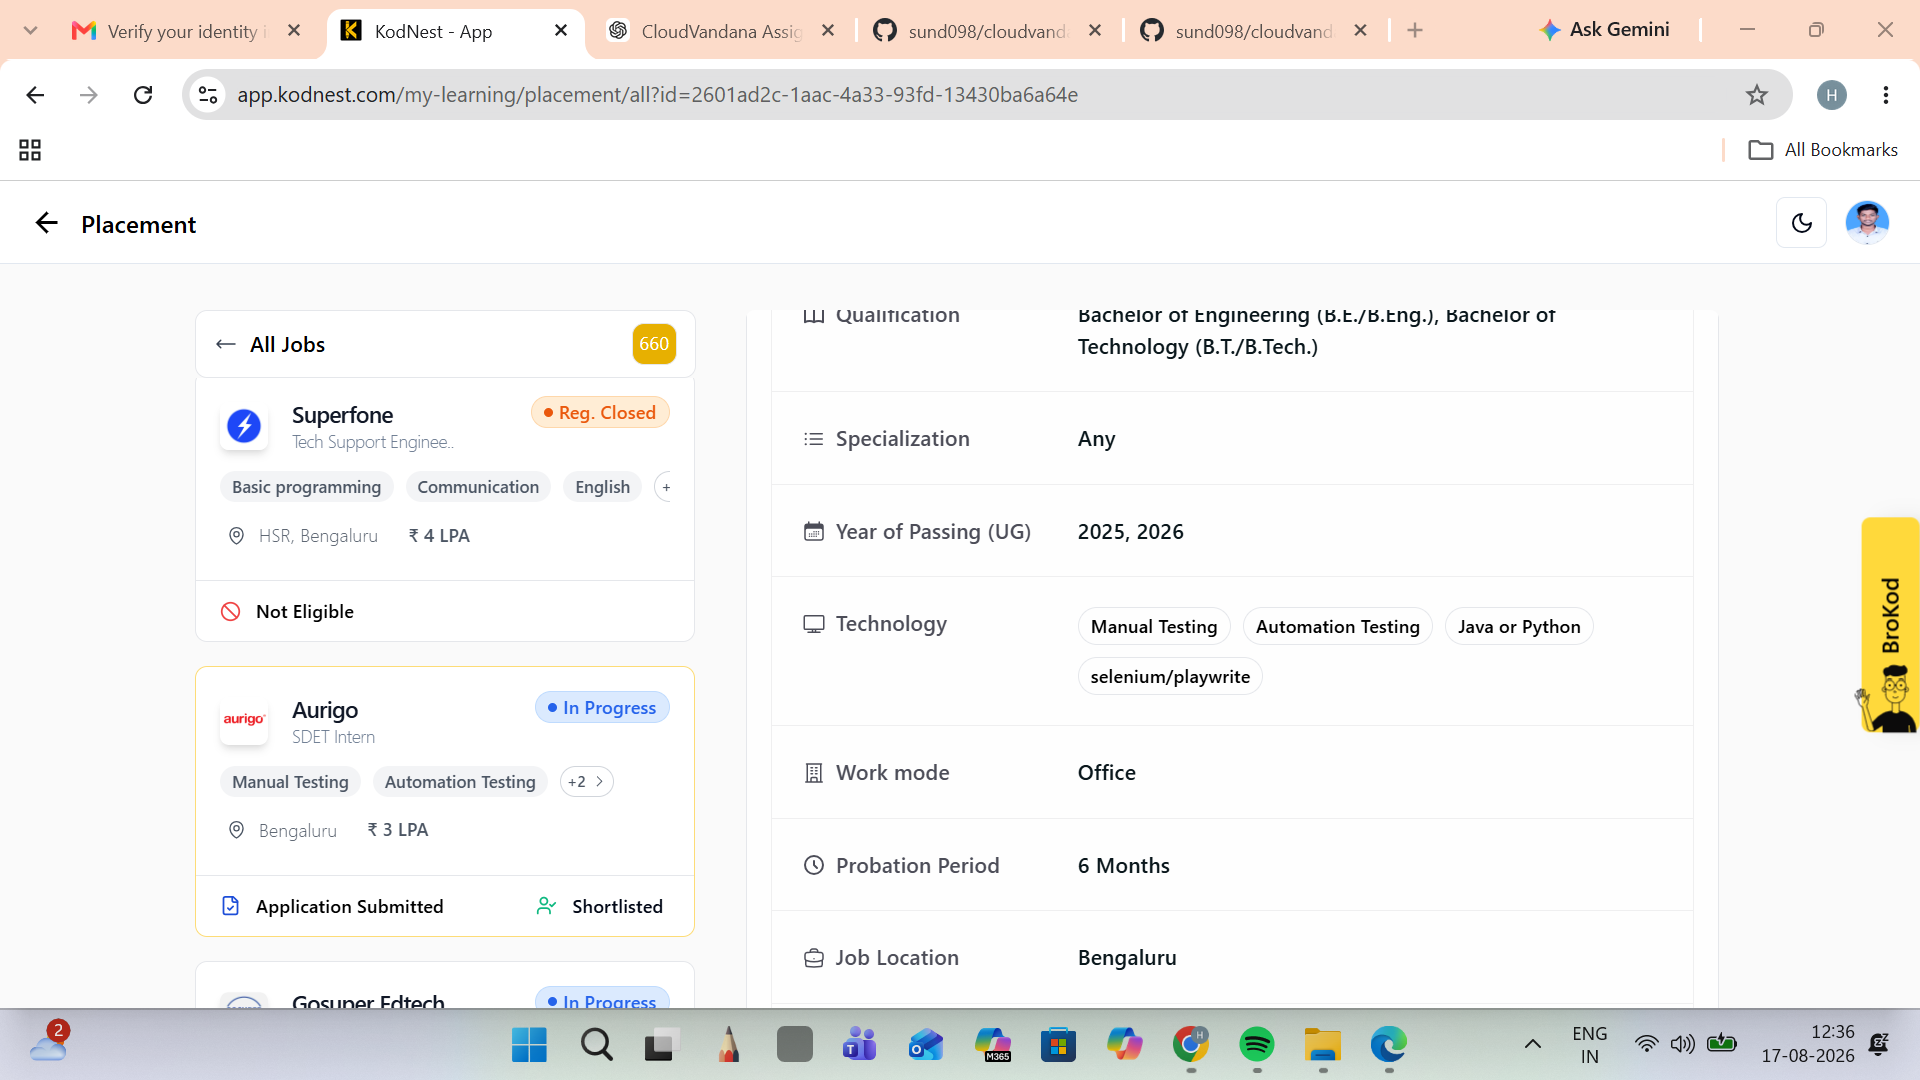 Verify your identity i
KodNest - App
CloudVandana Assig
sund098/cloudvand
sund098/cloudvand
Ask Gemini
app.kodnest.com/my-learning/placement/all?id=2601ad2c-1aac-4a33-93fd-13430ba6a64e
H
All Bookmarks
Placement
All Jobs
660
Superfone
Reg. Closed
Tech Support Enginee..
Basic programming
Communication
English
+
HSR, Bengaluru
₹ 4 LPA
Not Eligible
aurigo
Aurigo
In Progress
SDET Intern
Manual Testing
Automation Testing
+2
Bengaluru
₹ 3 LPA
Application Submitted
Shortlisted
Gosuper Edtech
In Progress
Qualification
Bachelor of Engineering (B.E./B.Eng.), Bachelor of
Technology (B.T./B.Tech.)
Specialization
Any
Year of Passing (UG)
2025, 2026
Technology
Manual Testing
Automation Testing
Java or Python
selenium/playwrite
Work mode
Office
Probation Period
6 Months
Job Location
Bengaluru
BroKod
2
M365
H
ENG
IN
12:36
17-08-2026